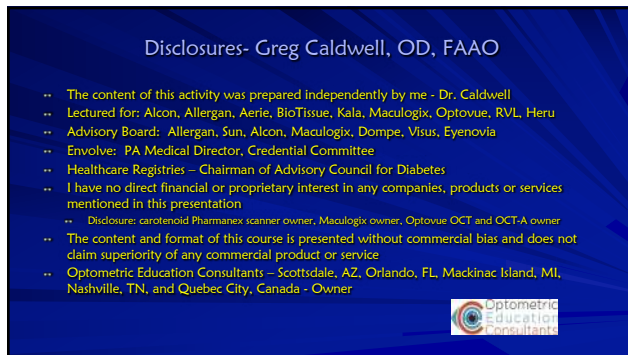 Disclosures- Greg Caldwell, OD, FAAO
The content of this activity was prepared independently by me - Dr. Caldwell
Lectured for: Alcon, Allergan, Aerie, BioTissue, Kala, Maculogix, Optovue, RVL, Heru
Advisory Board: Allergan, Sun, Alcon, Maculogix, Dompe, Visus, Eyenovia
Envolve: PA Medical Director, Credential Committee
Healthcare Registries – Chairman of Advisory Council for Diabetes
I have no direct financial or proprietary interest in any companies, products or services
mentioned in this presentation
Disclosure: carotenoid Pharmanex scanner owner, Maculogix owner, Optovue OCT and OCT-A owner
The content and format of this course is presented without commercial bias and does not
claim superiority of any commercial product or service
Optometric Education Consultants – Scottsdale, AZ, Orlando, FL, Mackinac Island, MI,
Nashville, TN, and Quebec City, Canada - Owner
Optometric
Education
Consultants